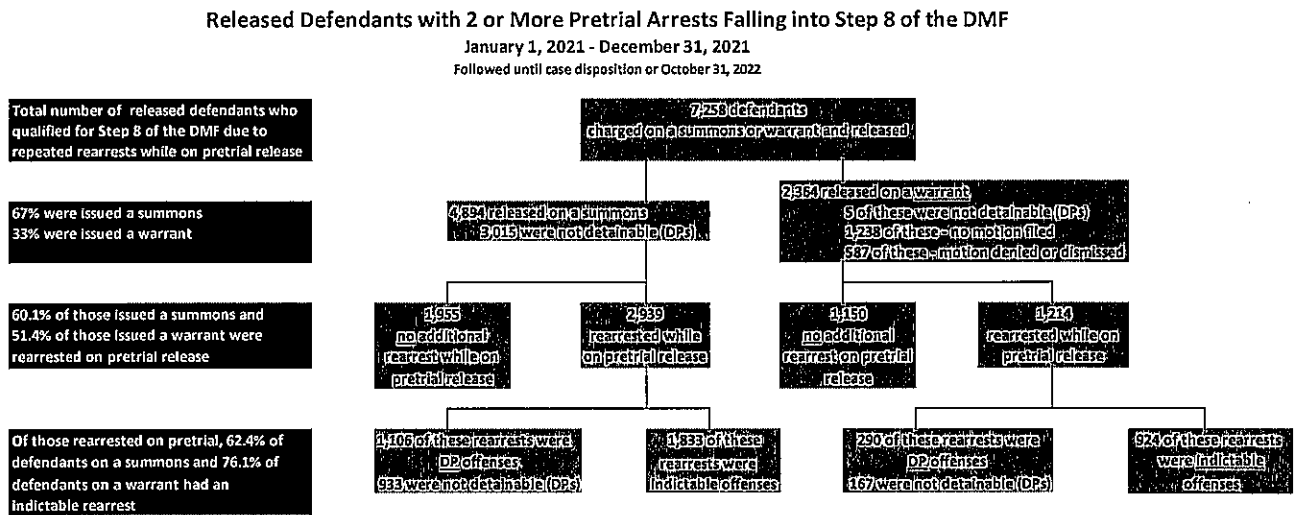 Released Defendants with 2 or More Pretrial Arrests Falling into Step 8 of the DMF
January 1, 2021 - December 31, 2021
Followed until case disposition or October 31, 2022
Total number of released defendants who
qualified for Step 8 of the DMF due to
repeated rearrests while on pretrial release
7,258 defendants
charged on a summons or warrant and released
67% were issued a summons
33% were issued a warrant
4,894 released on a summons
3,015 were not detainable (DPs)
2,364 released on a warrant
5 of these were not detainable (DPs)
1,238 of these - no motion filed
587 of these - motion denied or dismissed
60.1% of those issued a summons and
51.4% of those issued a warrant were
rearrested on pretrial release
1,955
no additional
rearrest while on
pretrial release
2,939
rearrested while
on pretrial release
1,150
no additional
rearrest on pretrial
release
1,214
rearrested while on
pretrial release
Of those rearrested on pretrial, 62.4% of
defendants on a summons and 76.1% of
defendants on a warrant had an
indictable rearrest
1,106 of these rearrests were
DP offenses
933 were not detainable (DPs)
1,833 of these
rearrests were
indictable offenses
290 of these rearrests were
DP offenses
167 were not detainable (DPs)
924 of these rearrests
were indictable
offenses